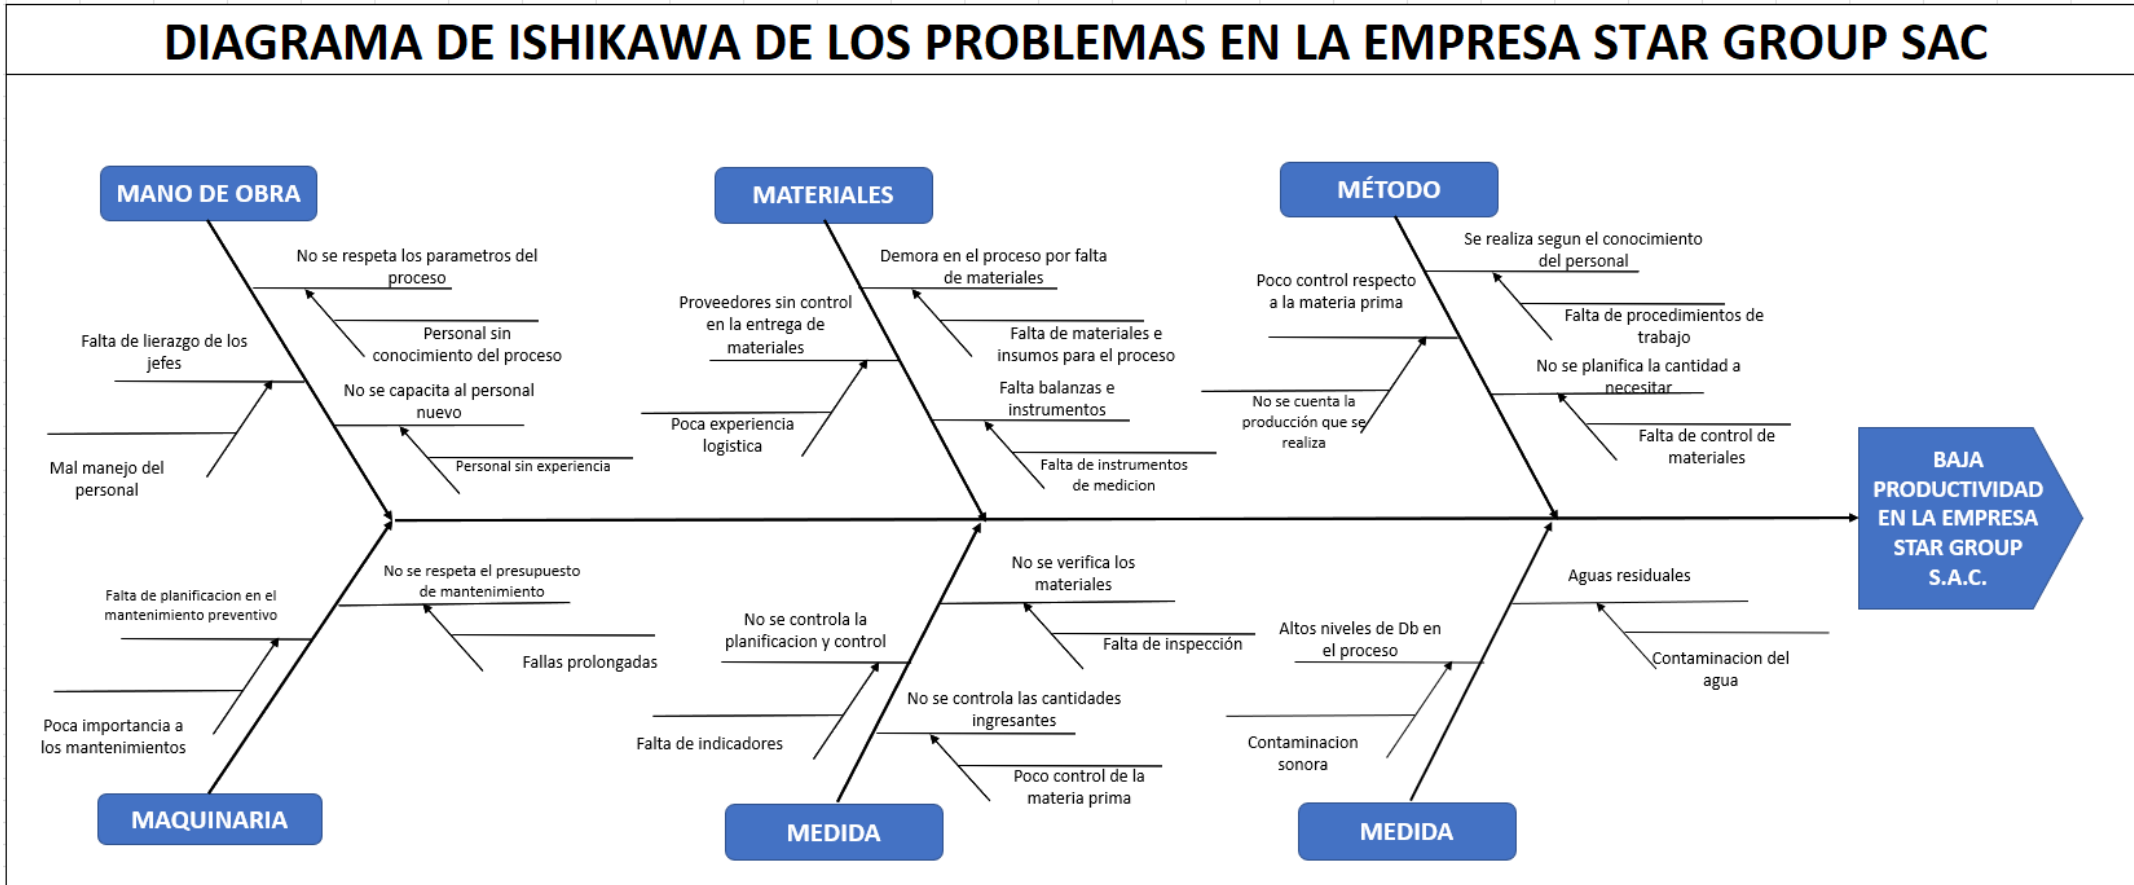 DIAGRAMA DE ISHIKAWA DE LOS PROBLEMAS EN LA EMPRESA STAR GROUP SAC
MANO DE OBRA
No se respeta los parametros del
proceso
Personal sin
conocimiento del proceso
Falta de lierazgo de los
jefes
No se capacita al personal
nuevo
Mal manejo del
personal
Personal sin experiencia
MATERIALES
Demora en el proceso por falta
de materiales
Proveedores sin control
en la entrega de
materiales
Falta de materiales e
insumos para el proceso
Falta balanzas e
instrumentos
Poca experiencia
logistica
Falta de instrumentos
de medicion
MÉTODO
Se realiza segun el conocimiento
del personal
Poco control respecto
a la materia prima
Falta de procedimientos de
trabajo
No se planifica la cantidad a
necesitar
No se cuenta la
producción que se
realiza
Falta de control de
materiales
BAJA
PRODUCTIVIDAD
EN LA EMPRESA
STAR GROUP
S.A.C.
No se respeta el presupuesto
de mantenimiento
Falta de planificacion en el
mantenimiento preventivo
Fallas prolongadas
Poca importancia a
los mantenimientos
MAQUINARIA
No se verifica los
materiales
No se controla la
planificacion y control
Falta de inspección
No se controla las cantidades
ingresantes
Falta de indicadores
Poco control de la
materia prima
MEDIDA
Aguas residuales
Altos niveles de Db en
el proceso
Contaminacion del
agua
Contaminacion
sonora
MEDIDA